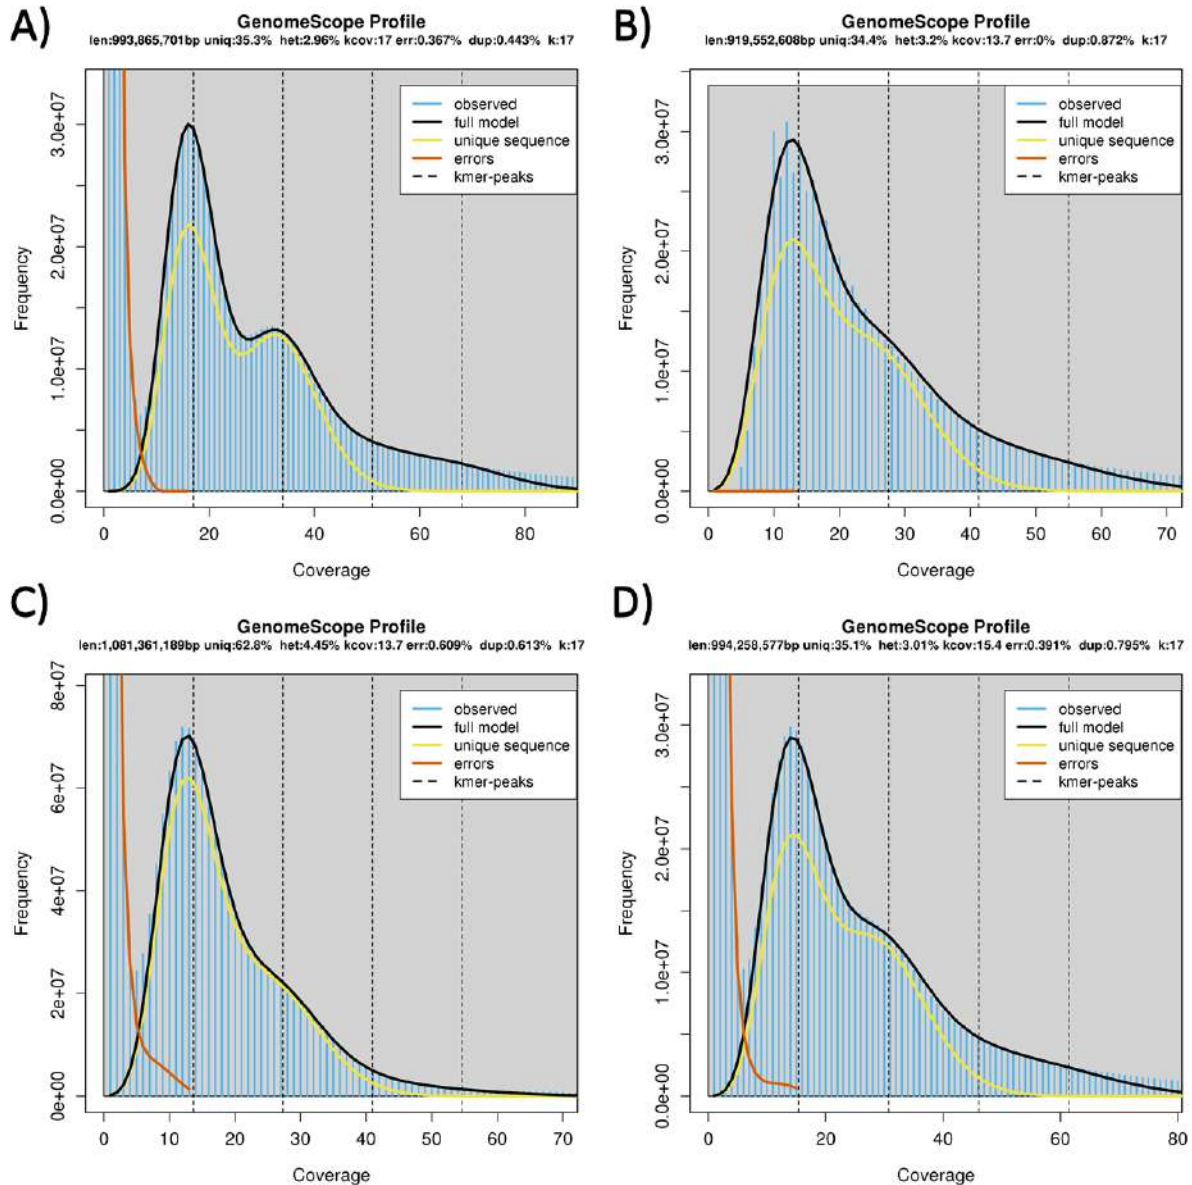 A)
GenomeScope Profile
len:993,865,701bp uniq:35.3% het:2.96% kcov:17 err:0.367% dup:0.443% k:17
observed
full model
unique sequence
errors
kmer-peaks
Frequency
0.0e+00 1.0e+07 2.0e+07 3.0e+07
0 20 40 60 80
Coverage
B)
GenomeScope Profile
len:919,552,608bp uniq:34.4% het:3.2% kcov:13.7 err:0% dup:0.872% k:17
observed
full model
unique sequence
errors
kmer-peaks
Frequency
0.0e+00 1.0e+07 2.0e+07 3.0e+07
0 10 20 30 40 50 60 70
Coverage
C)
GenomeScope Profile
len:1,081,361,189bp uniq:62.8% het:4.45% kcov:13.7 err:0.609% dup:0.613% k:17
observed
full model
unique sequence
errors
kmer-peaks
Frequency
0e+00 2e+07 4e+07 6e+07 8e+07
0 10 20 30 40 50 60 70
Coverage
D)
GenomeScope Profile
len:994,258,577bp uniq:35.1% het:3.01% kcov:15.4 err:0.391% dup:0.795% k:17
observed
full model
unique sequence
errors
kmer-peaks
Frequency
0.0e+00 1.0e+07 2.0e+07 3.0e+07
0 20 40 60 80
Coverage